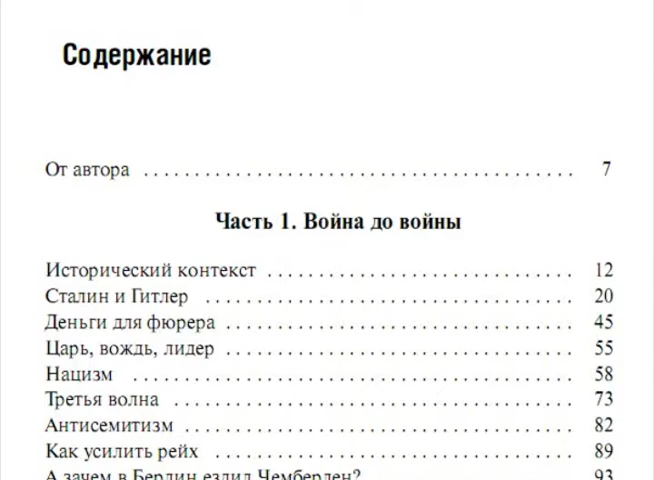 Содержание
От автора . . . . . . . . . . . . . . . . . . . . . . . . . . . . . . . . . . . . . 7
Часть 1. Война до войны
Исторический контекст . . . . . . . . . . . . . . . . . . . . . . . . . . 12
Сталин и Гитлер . . . . . . . . . . . . . . . . . . . . . . . . . . . . . . . 20
Деньги для фюрера . . . . . . . . . . . . . . . . . . . . . . . . . . . . . 45
Царь, вождь, лидер . . . . . . . . . . . . . . . . . . . . . . . . . . . . . 55
Нацизм . . . . . . . . . . . . . . . . . . . . . . . . . . . . . . . . . . . . . 58
Третья волна . . . . . . . . . . . . . . . . . . . . . . . . . . . . . . . . . . 73
Антисемитизм . . . . . . . . . . . . . . . . . . . . . . . . . . . . . . . . . 82
Как усилить рейх . . . . . . . . . . . . . . . . . . . . . . . . . . . . . . 89
А зачем в Берлин ездил Чемберлен? . . . . . . . . . . . . . . . . . . 93